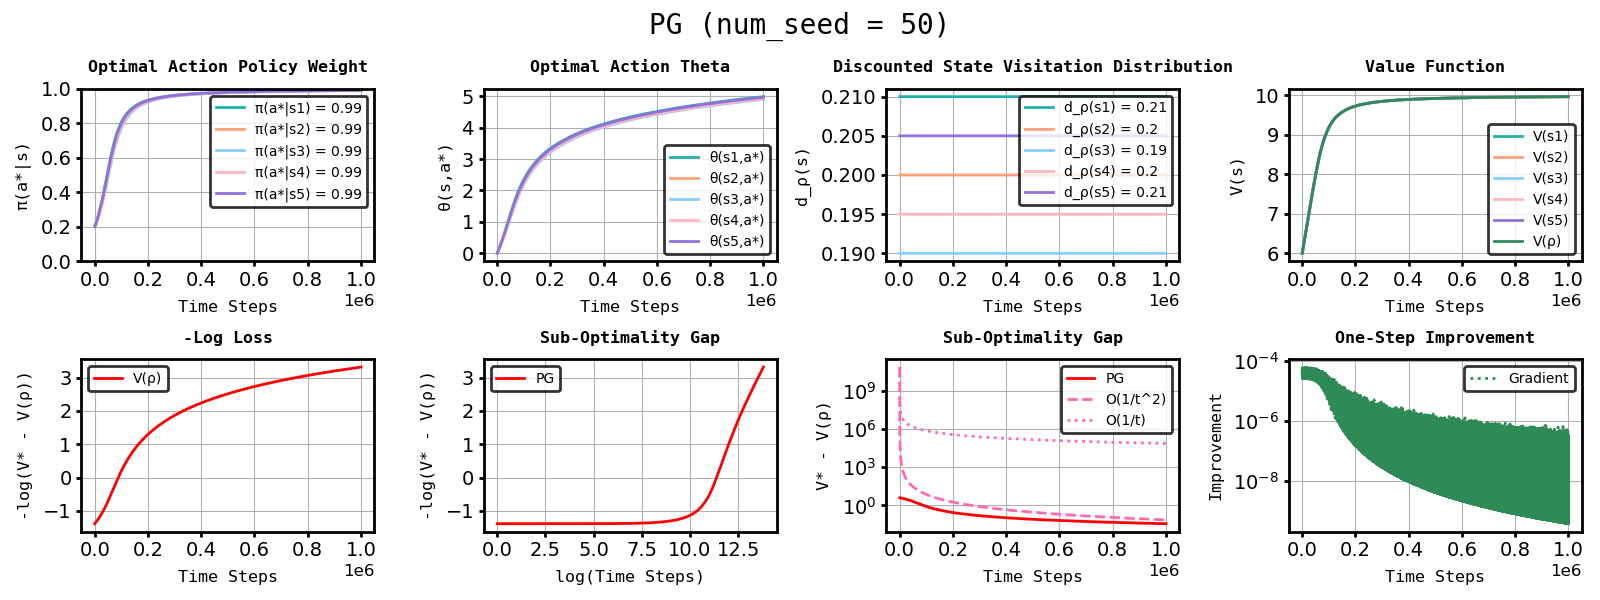 PG (num_seed = 50)
Optimal Action Policy Weight
π(a*|s)
1.0
0.8
0.6
0.4
0.2
0.0
π(a*|s1) = 0.99
π(a*|s2) = 0.99
π(a*|s3) = 0.99
π(a*|s4) = 0.99
π(a*|s5) = 0.99
0.0 0.2 0.4 0.6 0.8 1.0
1e6
Time Steps
Optimal Action Theta
θ(s,a*)
5
4
3
2
1
0
θ(s1,a*)
θ(s2,a*)
θ(s3,a*)
θ(s4,a*)
θ(s5,a*)
0.0 0.2 0.4 0.6 0.8 1.0
1e6
Time Steps
Discounted State Visitation Distribution
d_ρ(s)
0.210
0.205
0.200
0.195
0.190
d_ρ(s1) = 0.21
d_ρ(s2) = 0.2
d_ρ(s3) = 0.19
d_ρ(s4) = 0.2
d_ρ(s5) = 0.21
0.0 0.2 0.4 0.6 0.8 1.0
1e6
Time Steps
Value Function
V(s)
10
9
8
7
6
V(s1)
V(s2)
V(s3)
V(s4)
V(s5)
V(ρ)
0.0 0.2 0.4 0.6 0.8 1.0
1e6
Time Steps
-Log Loss
-log(V* - V(ρ))
3
2
1
0
−1
V(ρ)
0.0 0.2 0.4 0.6 0.8 1.0
1e6
Time Steps
Sub-Optimality Gap
-log(V* - V(ρ))
3
2
1
0
−1
PG
0.0 2.5 5.0 7.5 10.0 12.5
log(Time Steps)
Sub-Optimality Gap
V* - V(ρ)
10⁹
10⁶
10³
10⁰
PG
O(1/t^2)
O(1/t)
0.0 0.2 0.4 0.6 0.8 1.0
1e6
Time Steps
One-Step Improvement
Improvement
10⁻⁴
10⁻⁶
10⁻⁸
Gradient
0.0 0.2 0.4 0.6 0.8 1.0
1e6
Time Steps